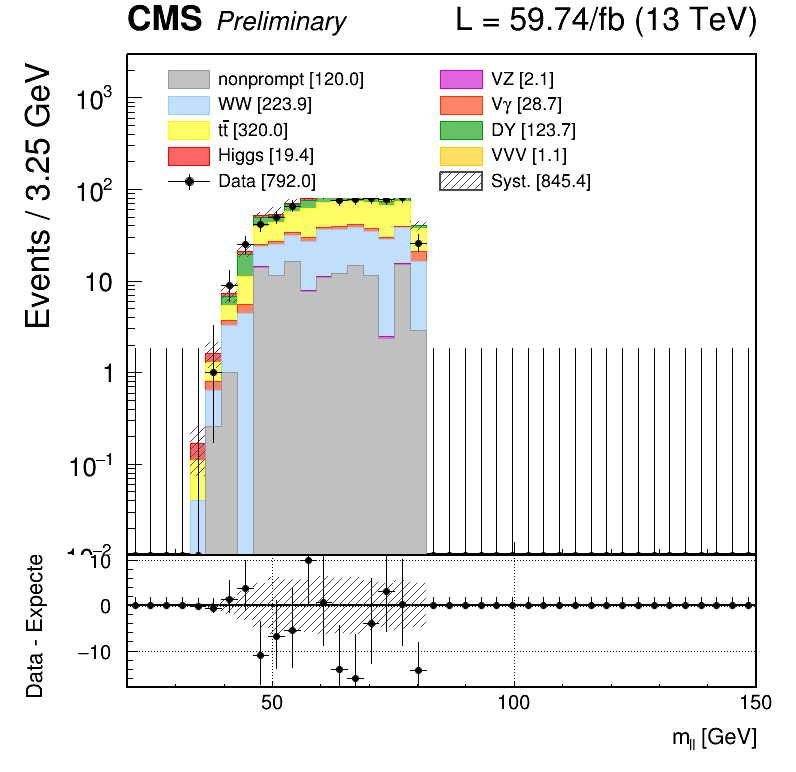 CMS Preliminary L = 59.74/fb (13 TeV)
Events / 3.25 GeV
nonprompt [120.0]
WW [223.9]
tt̄ [320.0]
Higgs [19.4]
Data [792.0]
VZ [2.1]
Vγ [28.7]
DY [123.7]
VVV [1.1]
Syst. [845.4]
10³
10²
10
1
10⁻¹
10⁻²
Data - Expecte
10
0
−10
50 100 150
m_ll [GeV]